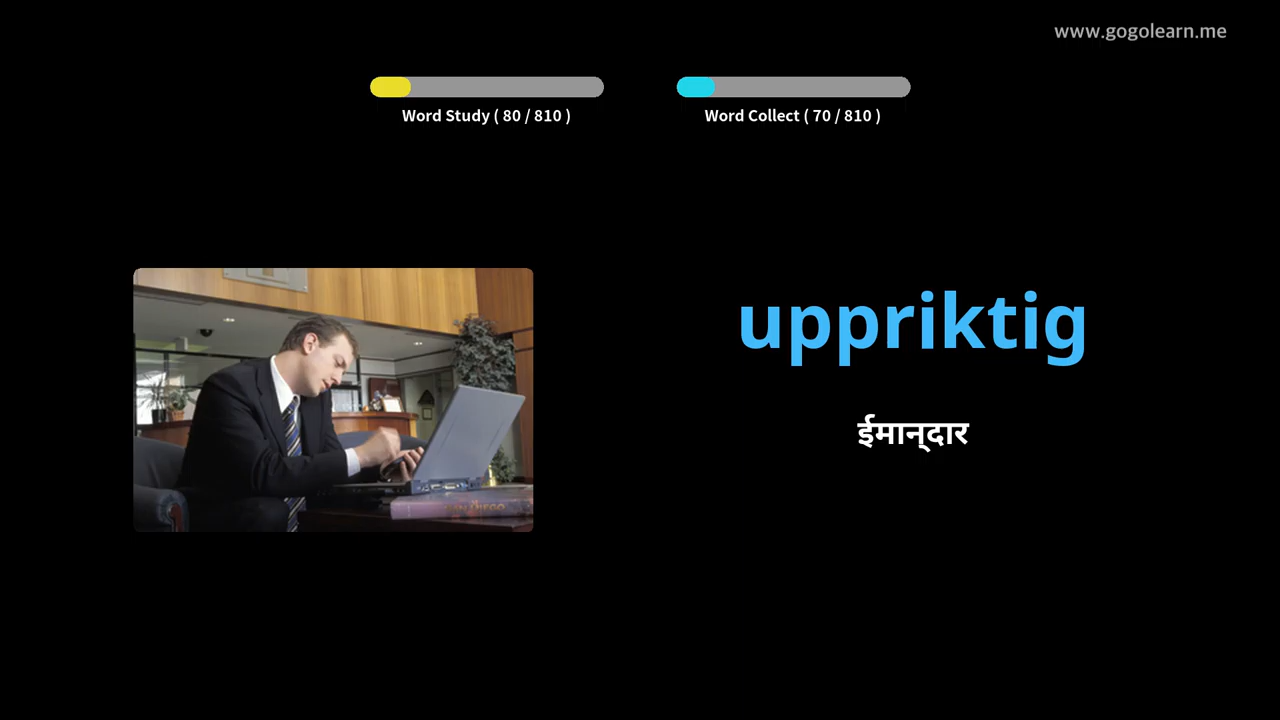 www.gogolearn.me
Word Study ( 80 / 810 )
Word Collect ( 70 / 810 )
uppriktig
ईमान्‌दार